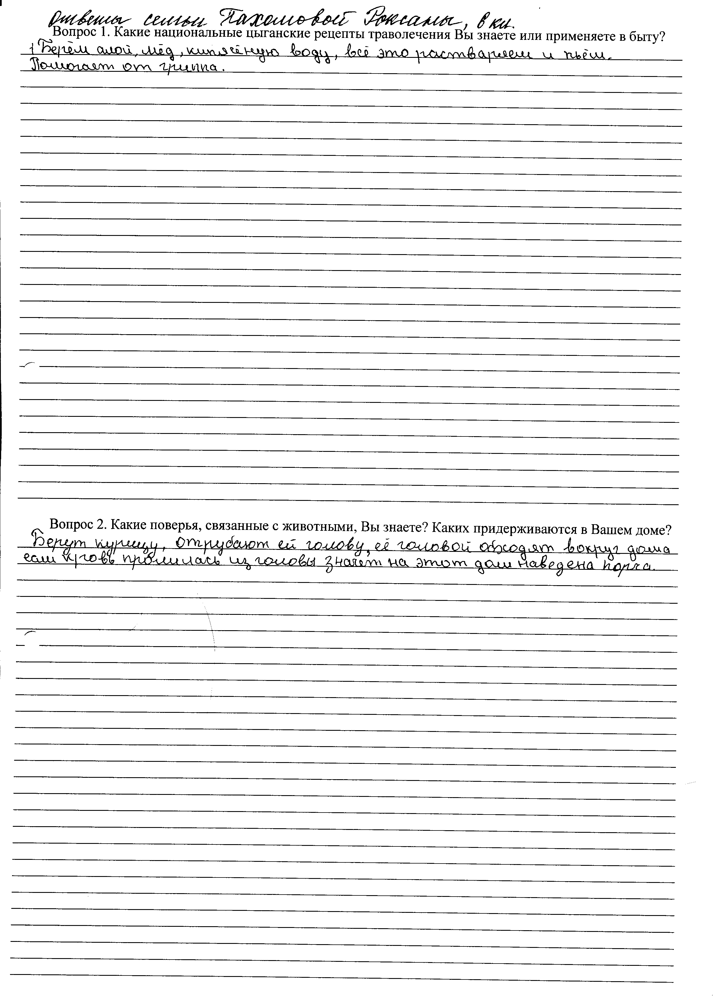 Ответы семьи Пахомовой Роксаны, 8 кл.
Вопрос 1. Какие национальные цыганские рецепты траволечения Вы знаете или применяете в быту?
1 Берём алой, мёд, кипячёную воду, всё это растваряем и пьём.
Помогает от гриппа.
Вопрос 2. Какие поверья, связанные с животными, Вы знаете? Каких придерживаются в Вашем доме?
Берут курицу, отрубают ей голову, её головой обходят вокруг дома
если кровь пролилась из головы значет на этот дом наведена порча.